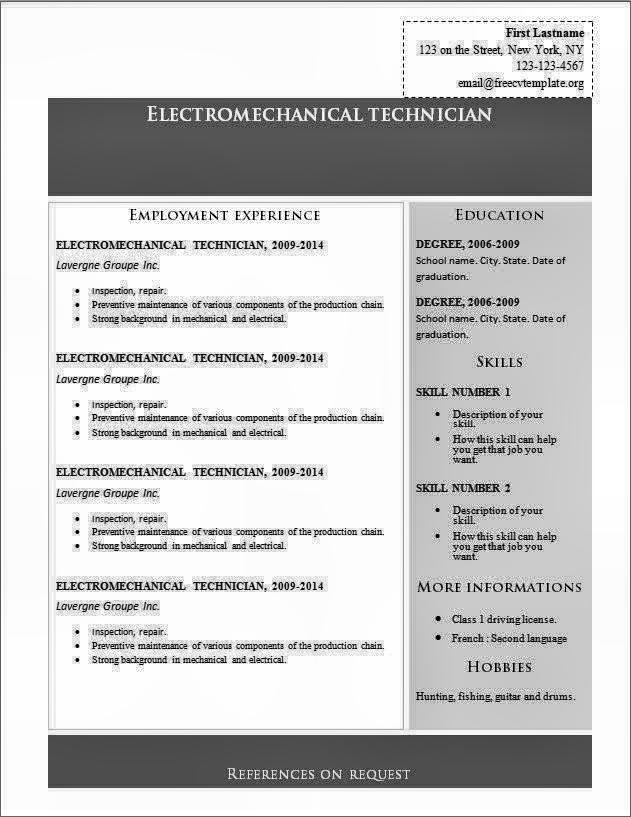 First Lastname
123 on the Street, New York, NY
123-123-4567
email@freecvtemplate.org
Electromechanical technician
Employment experience
ELECTROMECHANICAL TECHNICIAN, 2009-2014
Lavergne Groupe Inc.
• Inspection, repair.
• Preventive maintenance of various components of the production chain.
• Strong background in mechanical and electrical.
ELECTROMECHANICAL TECHNICIAN, 2009-2014
Lavergne Groupe Inc.
• Inspection, repair.
• Preventive maintenance of various components of the production chain.
• Strong background in mechanical and electrical.
ELECTROMECHANICAL TECHNICIAN, 2009-2014
Lavergne Groupe Inc.
• Inspection, repair.
• Preventive maintenance of various components of the production chain.
• Strong background in mechanical and electrical.
ELECTROMECHANICAL TECHNICIAN, 2009-2014
Lavergne Groupe Inc.
• Inspection, repair.
• Preventive maintenance of various components of the production chain.
• Strong background in mechanical and electrical.
Education
DEGREE, 2006-2009
School name. City. State. Date of
graduation.
DEGREE, 2006-2009
School name. City. State. Date of
graduation.
Skills
SKILL NUMBER 1
• Description of your
skill.
• How this skill can help
you get that job you
want.
SKILL NUMBER 2
• Description of your
skill.
• How this skill can help
you get that job you
want.
More informations
• Class 1 driving license.
• French : Second language
Hobbies
Hunting, fishing, guitar and drums.
References on request